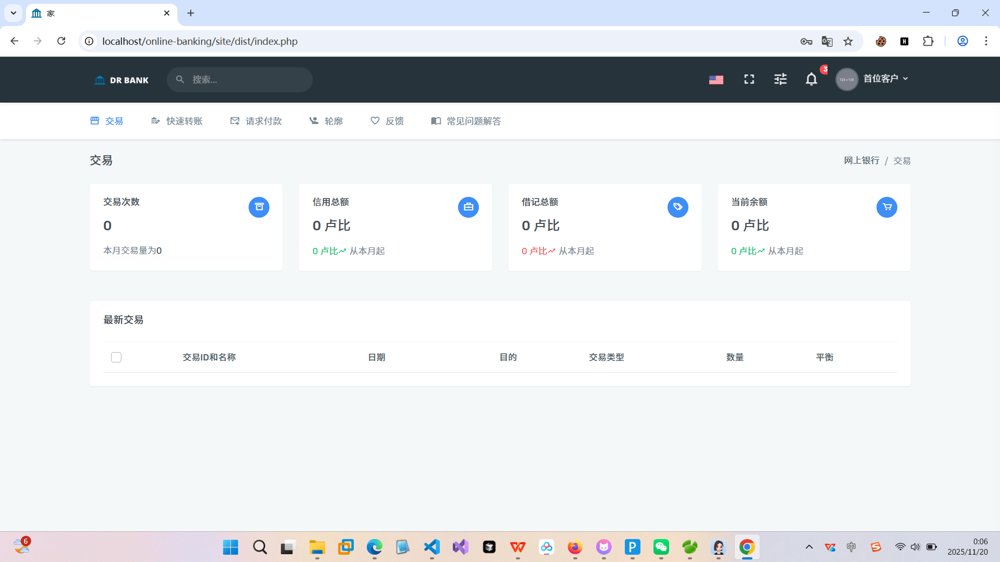 家
localhost/online-banking/site/dist/index.php
DR BANK
搜索...
3
128 x 128
首位客户
交易
快速转账
请求付款
轮廓
反馈
常见问题解答
交易
网上银行 / 交易
交易次数
0
本月交易量为0
信用总额
0 卢比
0 卢比 从本月起
借记总额
0 卢比
0 卢比 从本月起
当前余额
0 卢比
0 卢比 从本月起
最新交易
交易ID和名称 日期 目的 交易类型 数量 平衡
6
中
0:06
2025/11/20